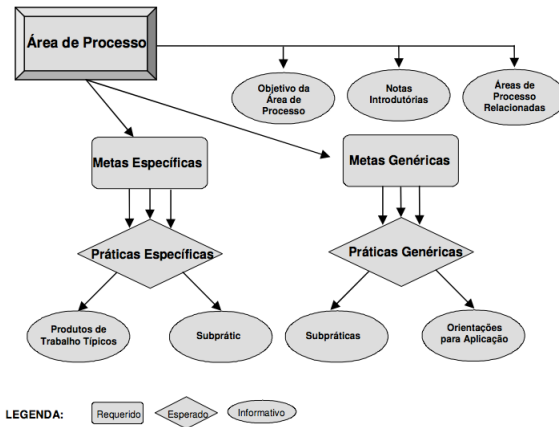 Área de Processo
Objetivo da
Área de
Processo
Notas
Introdutórias
Áreas de
Processo
Relacionadas
Metas Específicas
Metas Genéricas
Práticas Específicas
Práticas Genéricas
Produtos de
Trabalho Típicos
Subprátic
Subpráticas
Orientações
para Aplicação
LEGENDA:
Requerido
Esperado
Informativo